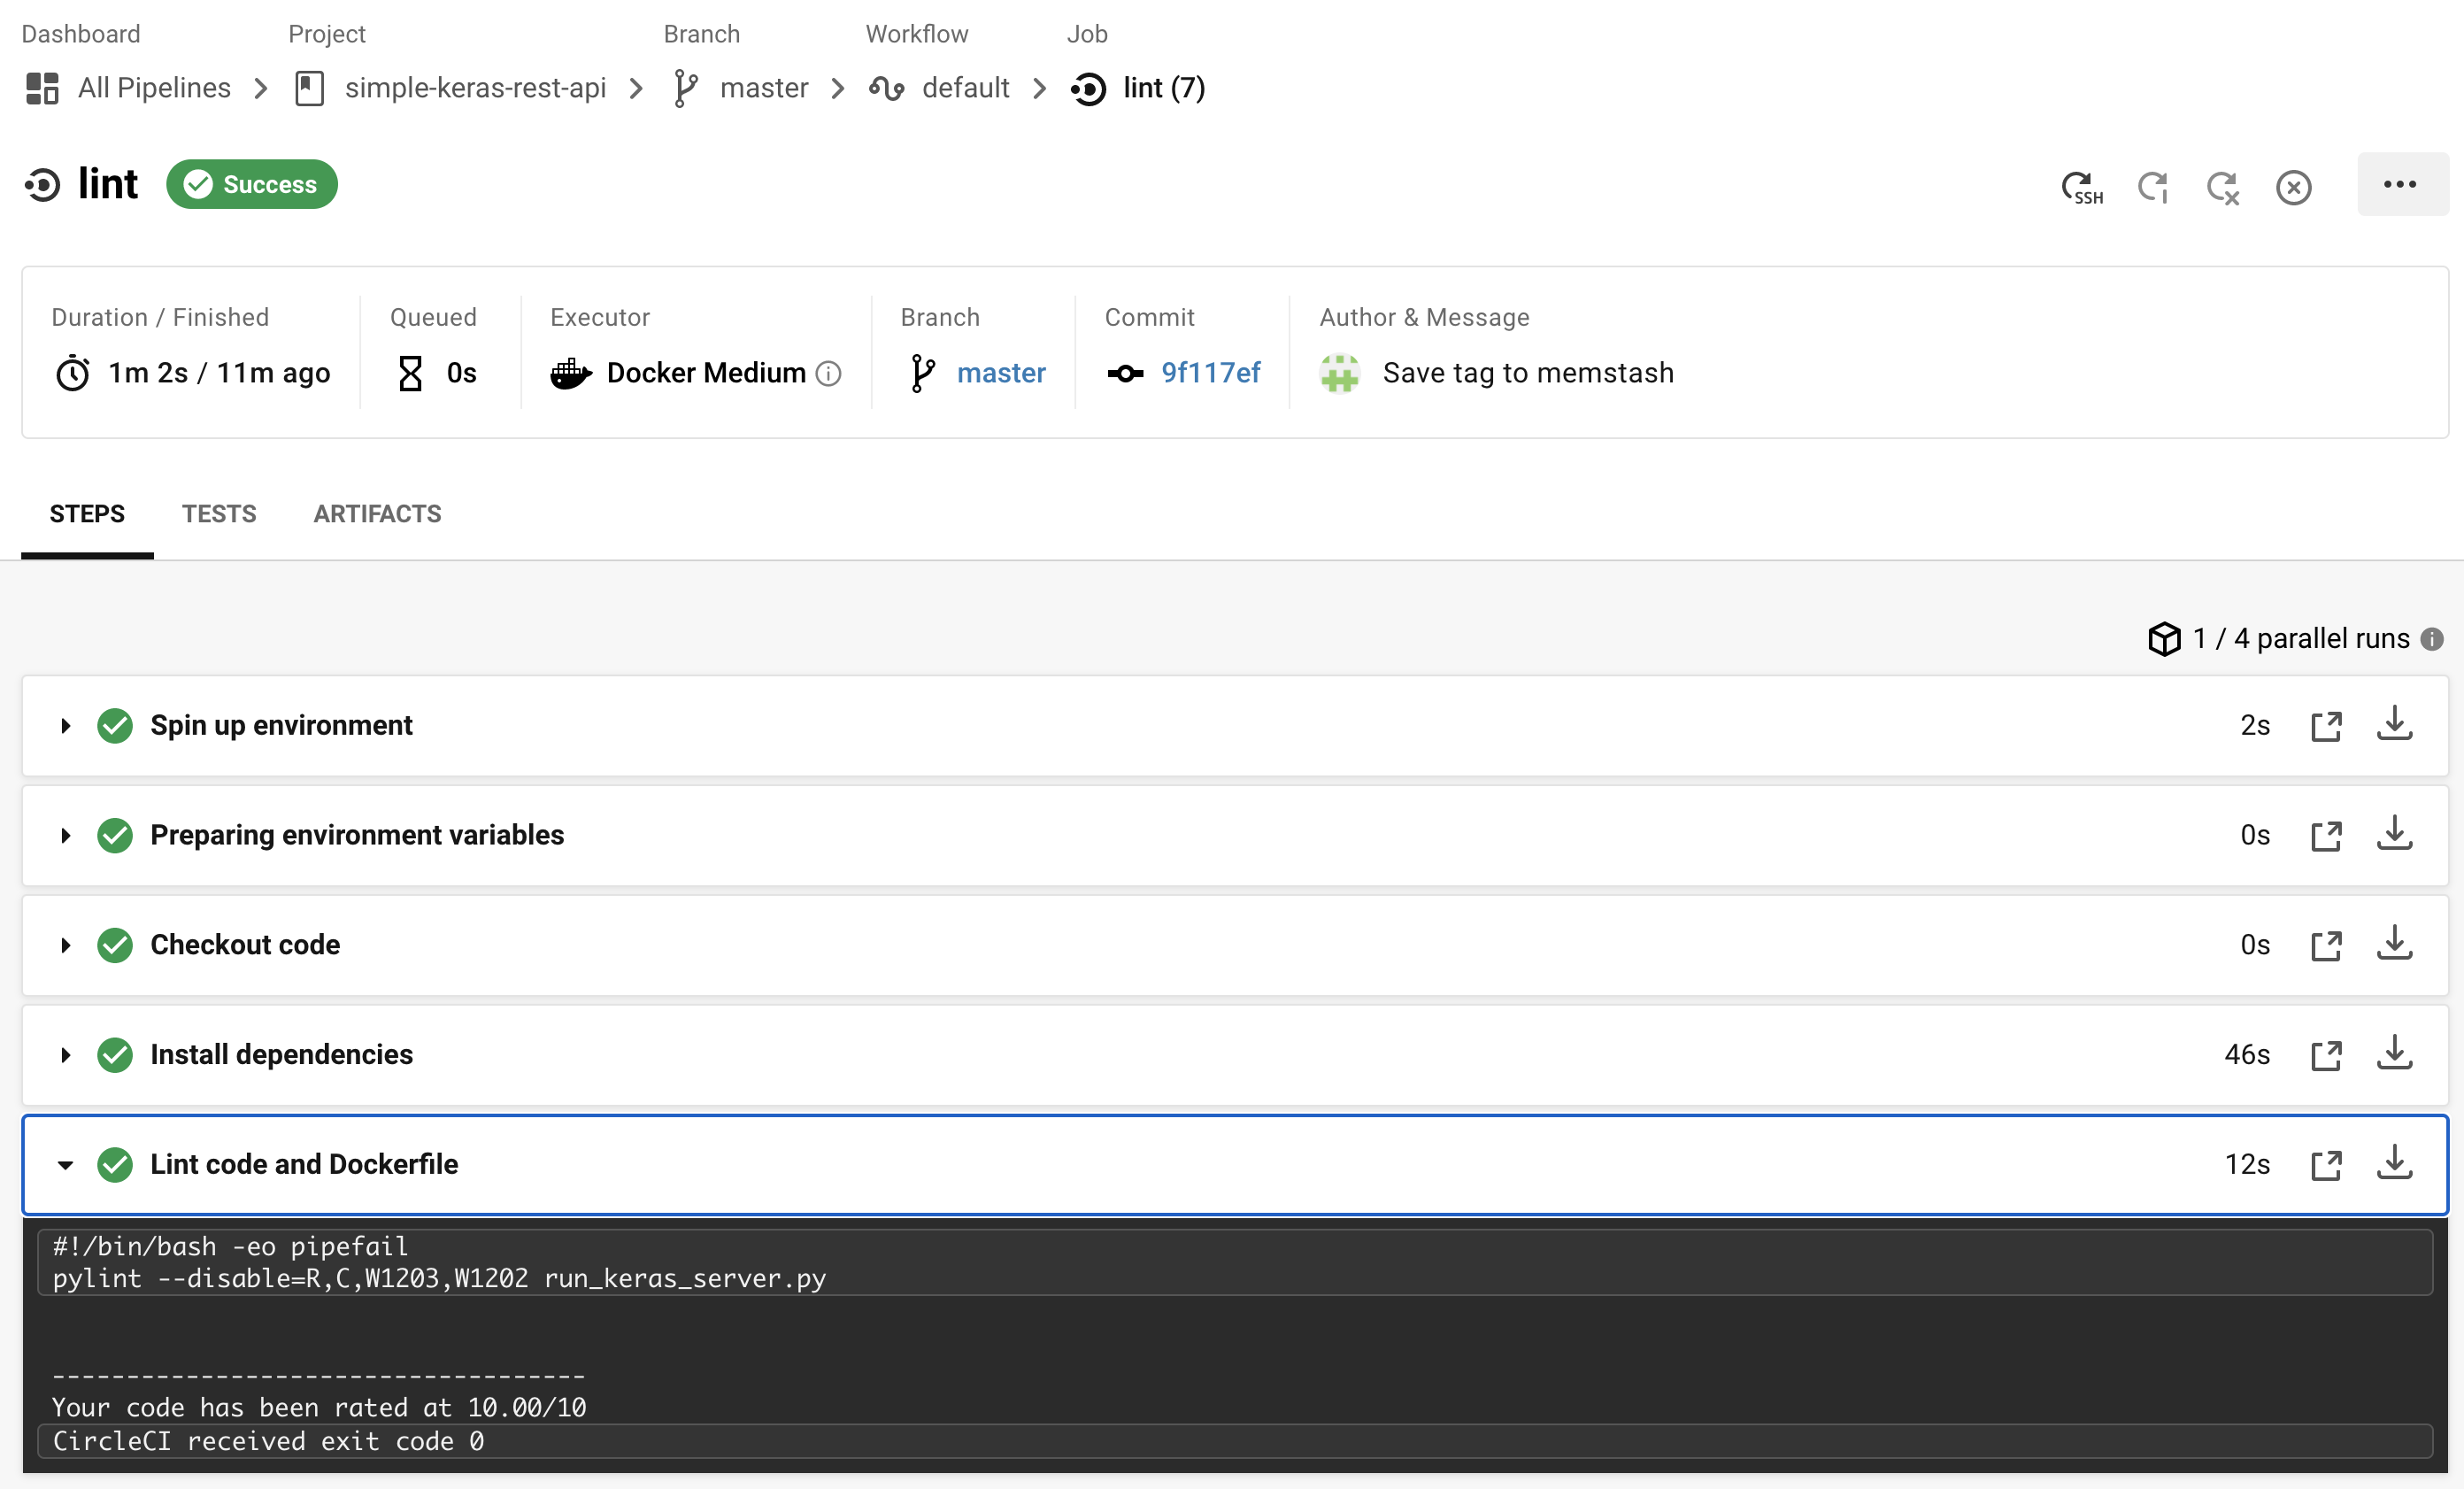 Dashboard Project Branch Workflow Job
All Pipelines simple-keras-rest-api master default lint (7)
lint Success SSH
Duration / Finished Queued Executor Branch Commit Author & Message
1m 2s / 11m ago 0s Docker Medium master 9f117ef Save tag to memstash
STEPS TESTS ARTIFACTS
1 / 4 parallel runs
Spin up environment 2s
Preparing environment variables 0s
Checkout code 0s
Install dependencies 46s
Lint code and Dockerfile 12s
#!/bin/bash -eo pipefail
pylint --disable=R,C,W1203,W1202 run_keras_server.py
------------------------------------
Your code has been rated at 10.00/10
CircleCI received exit code 0